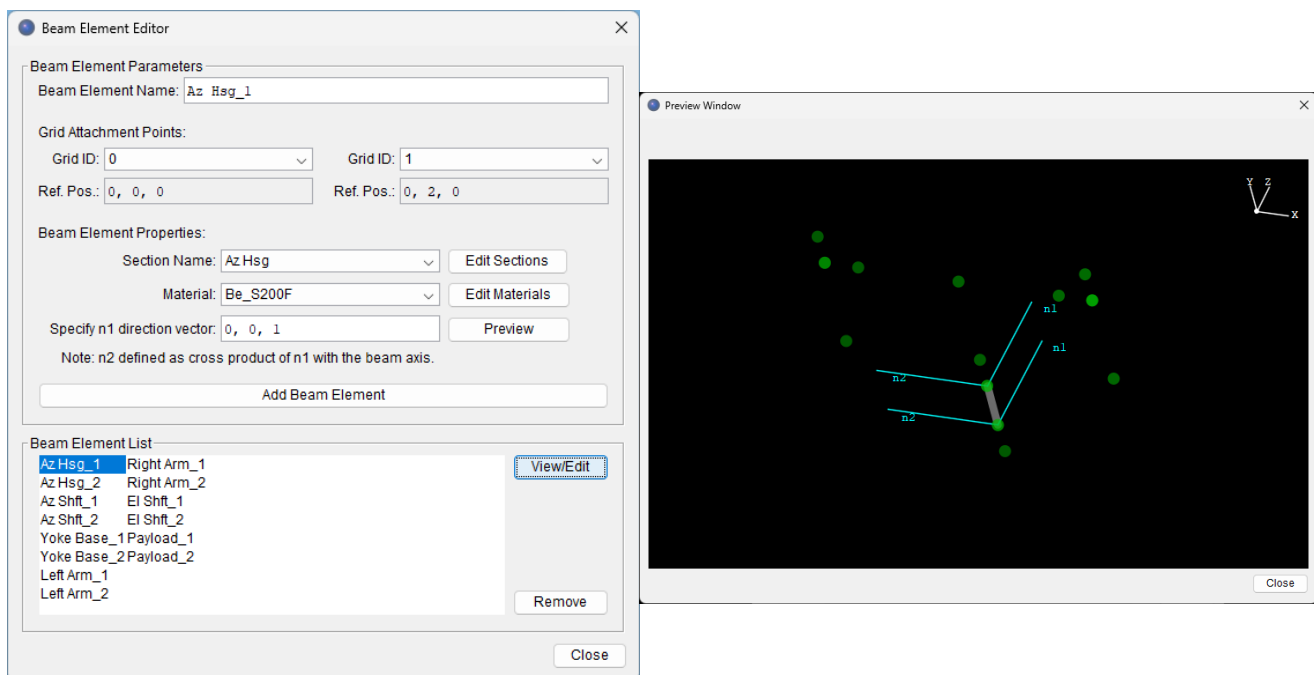 Beam Element Editor
Beam Element Parameters
Beam Element Name: Az Hsg_1
Grid Attachment Points:
Grid ID: 0 Grid ID: 1
Ref. Pos.: 0, 0, 0 Ref. Pos.: 0, 2, 0
Beam Element Properties:
Section Name: Az Hsg Edit Sections
Material: Be_S200F Edit Materials
Specify n1 direction vector: 0, 0, 1 Preview
Note: n2 defined as cross product of n1 with the beam axis.
Add Beam Element
Beam Element List
Az Hsg_1 Right Arm_1 View/Edit
Az Hsg_2 Right Arm_2
Az Shft_1 El Shft_1
Az Shft_2 El Shft_2
Yoke Base_1 Payload_1
Yoke Base_2 Payload_2
Left Arm_1
Left Arm_2 Remove
Close
Preview Window
Y Z
X
n1
n1
n2
n2
Close